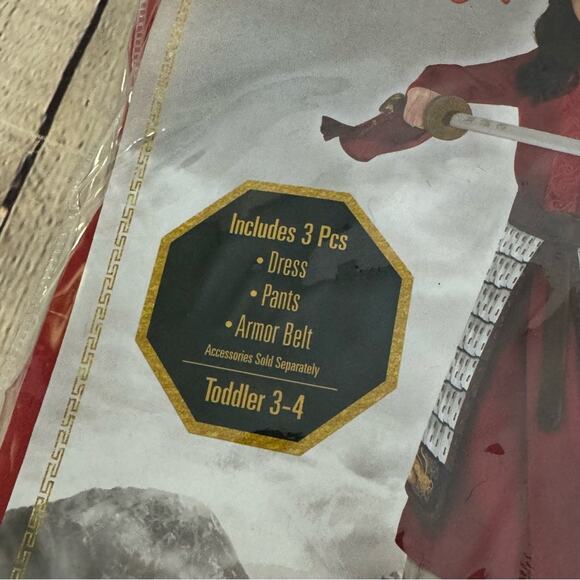 Includes 3 Pcs
• Dress
• Pants
• Armor Belt
Accessories Sold Separately
Toddler 3-4